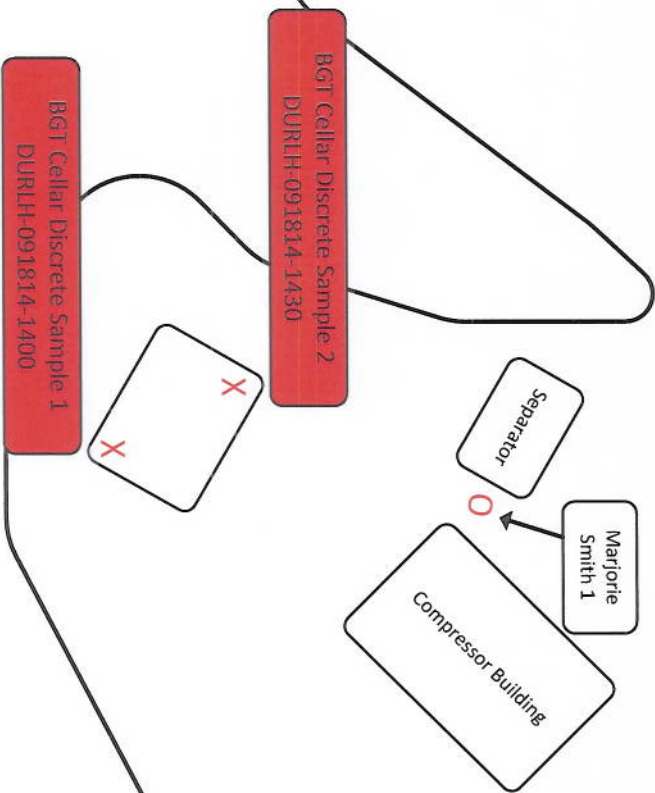 BGT Cellar Discrete Sample 2
DURLH-091814-1430
BGT Cellar Discrete Sample 1
DURLH-091814-1400
X
X
Separator
O
Marjorie
Smith 1
Compressor Building